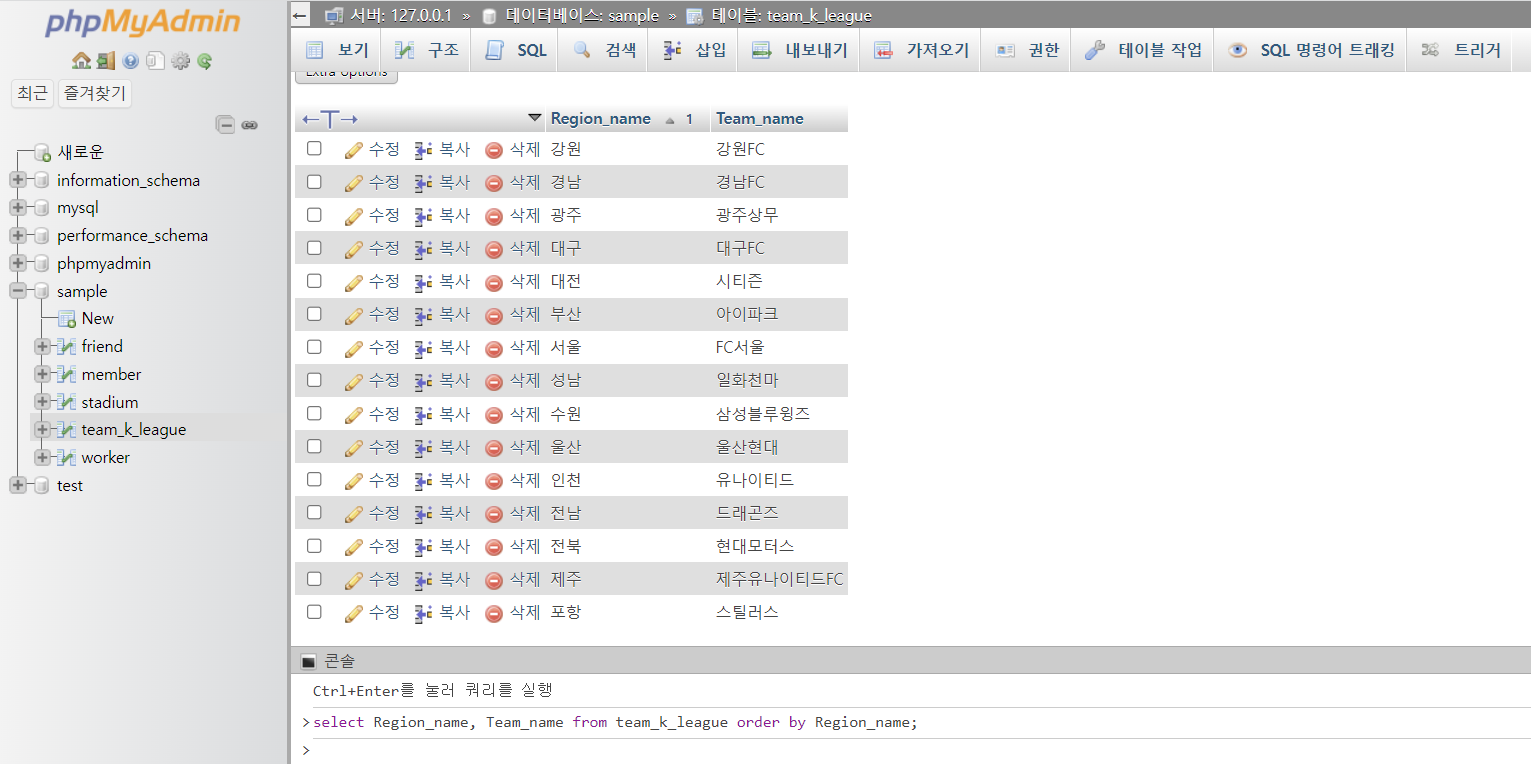 phpMyAdmin
최근 즐겨찾기
새로운
information_schema
mysql
performance_schema
phpmyadmin
sample
New
friend
member
stadium
team_k_league
worker
test
서버: 127.0.0.1 » 데이터베이스: sample » 테이블: team_k_league
보기 구조 SQL 검색 삽입 내보내기 가져오기 권한 테이블 작업 SQL 명령어 트래킹 트리거
Extra options
←T→ Region_name 1 Team_name
수정 복사 삭제 강원 강원FC
수정 복사 삭제 경남 경남FC
수정 복사 삭제 광주 광주상무
수정 복사 삭제 대구 대구FC
수정 복사 삭제 대전 시티즌
수정 복사 삭제 부산 아이파크
수정 복사 삭제 서울 FC서울
수정 복사 삭제 성남 일화천마
수정 복사 삭제 수원 삼성블루윙즈
수정 복사 삭제 울산 울산현대
수정 복사 삭제 인천 유나이티드
수정 복사 삭제 전남 드래곤즈
수정 복사 삭제 전북 현대모터스
수정 복사 삭제 제주 제주유나이티드FC
수정 복사 삭제 포항 스틸러스
콘솔
Ctrl+Enter를 눌러 쿼리를 실행
>select Region_name, Team_name from team_k_league order by Region_name;
>